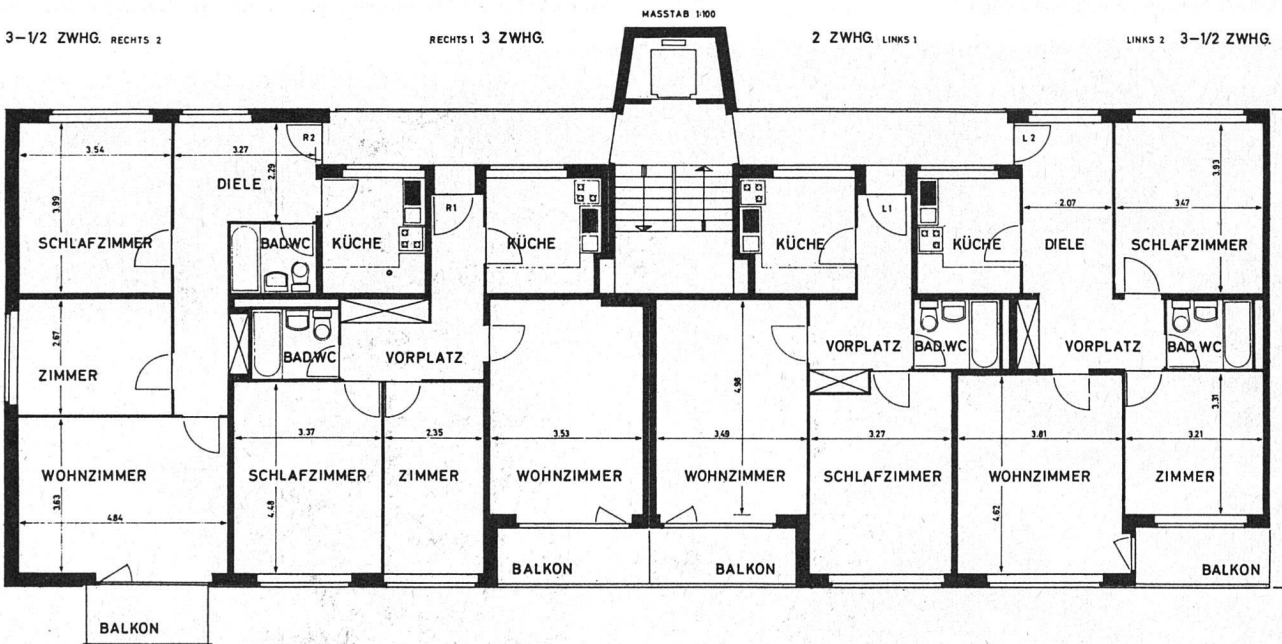 MASSTAB 1:100
3-1/2 ZWHG. RECHTS 2
RECHTS 1 3 ZWHG.
2 ZWHG. LINKS 1
LINKS 2 3-1/2 ZWHG.
3.54
3.27
2.29
R2
3.99
DIELE
SCHLAFZIMMER
BAD.WC
KÜCHE
R1
KÜCHE
KÜCHE
L1
KÜCHE
L2
2.07
DIELE
3.47
3.93
SCHLAFZIMMER
2.67
ZIMMER
BAD.WC
VORPLATZ
4.98
VORPLATZ
BAD.WC
VORPLATZ
BAD.WC
3.37
2.35
3.53
3.49
3.27
3.81
3.31
3.21
WOHNZIMMER
3.63
4.84
SCHLAFZIMMER
4.48
ZIMMER
WOHNZIMMER
WOHNZIMMER
SCHLAFZIMMER
WOHNZIMMER
4.62
ZIMMER
BALKON
BALKON
BALKON
BALKON